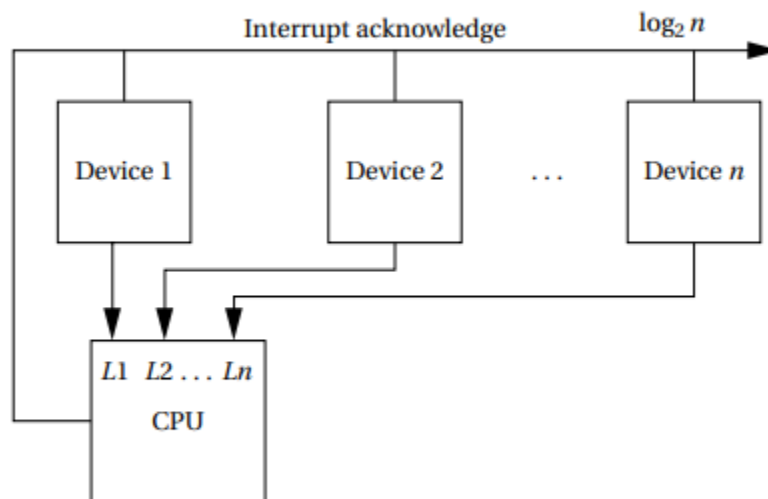 Interrupt acknowledge log₂ n
Device 1 Device 2 ... Device n
L1 L2 ... Ln
CPU